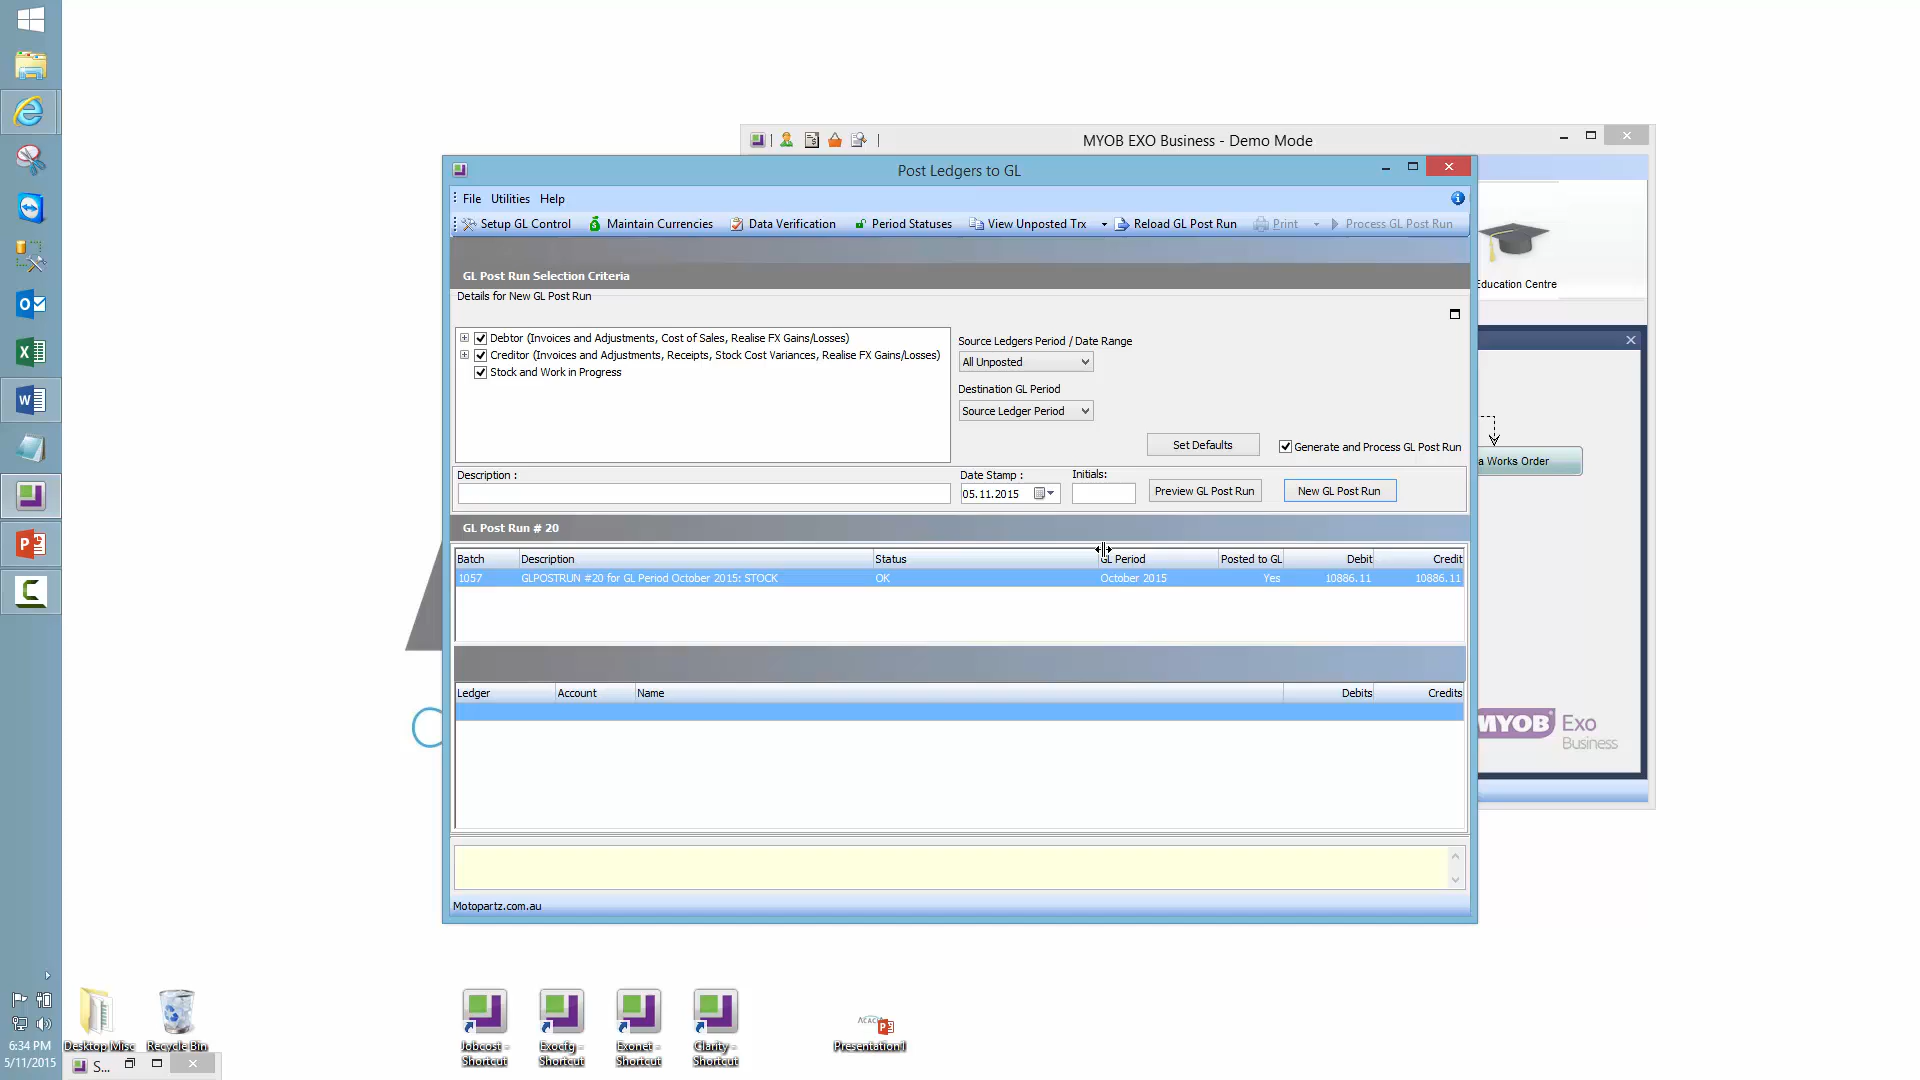 MYOB EXO Business - Demo Mode
Post Ledgers to GL
File Utilities Help
Setup GL Control Maintain Currencies Data Verification Period Statuses View Unposted Trx Reload GL Post Run Print Process GL Post Run
GL Post Run Selection Criteria
Details for New GL Post Run
Debtor (Invoices and Adjustments, Cost of Sales, Realise FX Gains/Losses)
Creditor (Invoices and Adjustments, Receipts, Stock Cost Variances, Realise FX Gains/Losses)
Stock and Work in Progress
Source Ledgers Period / Date Range
All Unposted
Destination GL Period
Source Ledger Period
Set Defaults
Generate and Process GL Post Run
Description :
Date Stamp :
05.11.2015
Initials:
Preview GL Post Run
New GL Post Run
GL Post Run # 20
Batch Description Status GL Period Posted to GL Debit Credit
1057 GLPOSTRUN #20 for GL Period October 2015: STOCK OK October 2015 Yes 10886.11 10886.11
Ledger Account Name Debits Credits
Motopartz.com.au
Education Centre
a Works Order
MYOB Exo
Business
Desktop Misc
Recycle Bin
Jobcost -
Shortcut
Exocfg -
Shortcut
Exonet -
Shortcut
Clarity -
Shortcut
Presentation1
6:34 PM
5/11/2015
S...